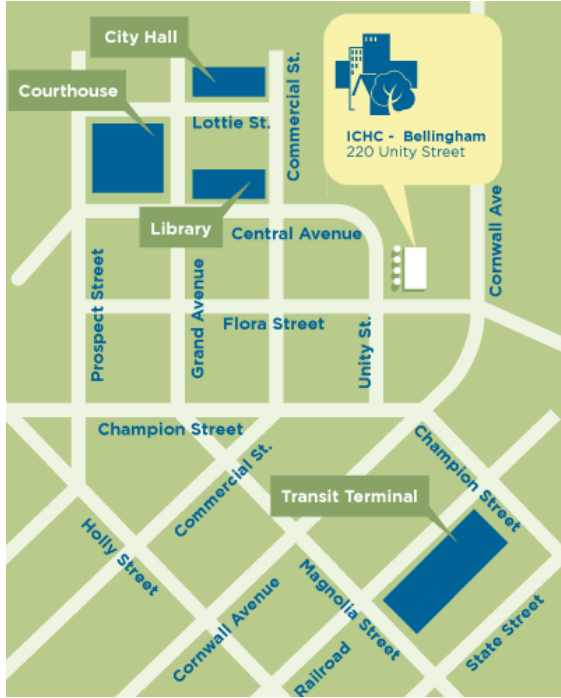 City Hall
Courthouse
Lottie St.
Commercial St.
ICHC - Bellingham
220 Unity Street
Library
Central Avenue
Cornwall Ave
Prospect Street
Grand Avenue
Flora Street
Unity St.
Champion Street
Commercial St.
Champion Street
Transit Terminal
Holly Street
Magnolia Street
Cornwall Avenue
Railroad
State Street